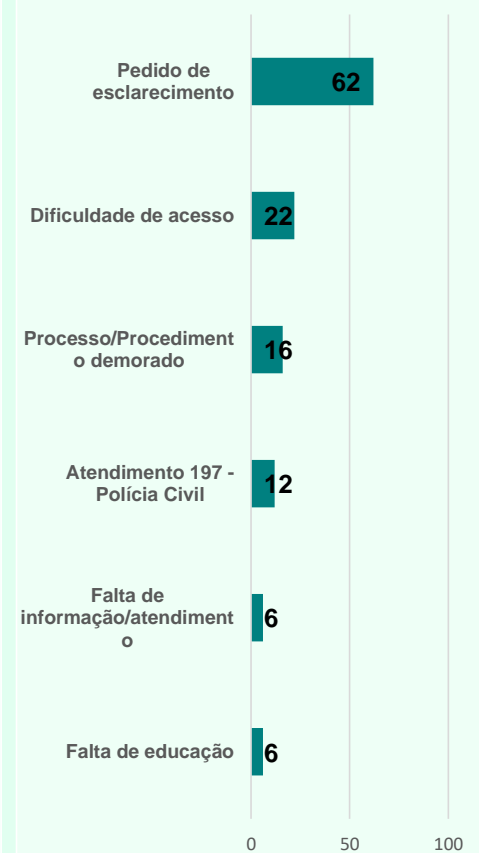 Pedido de
esclarecimento
62
Dificuldade de acesso
22
Processo/Procediment
o demorado
16
Atendimento 197 -
Polícia Civil
12
Falta de
informação/atendiment
o
6
Falta de educação
6
0 50 100